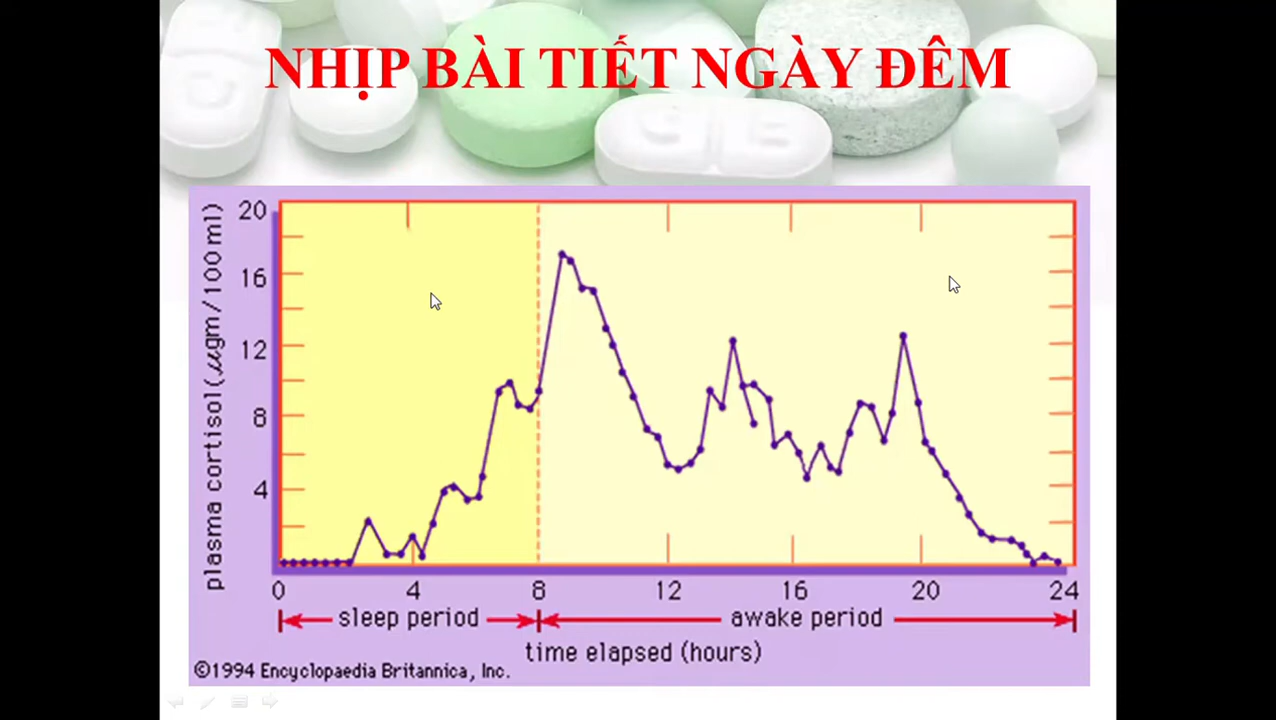 NHỊP BÀI TIẾT NGÀY ĐÊM
plasma cortisol (µgm/100 ml)
20
16
12
8
4
0 4 8 12 16 20 24
sleep period awake period
time elapsed (hours)
©1994 Encyclopaedia Britannica, Inc.